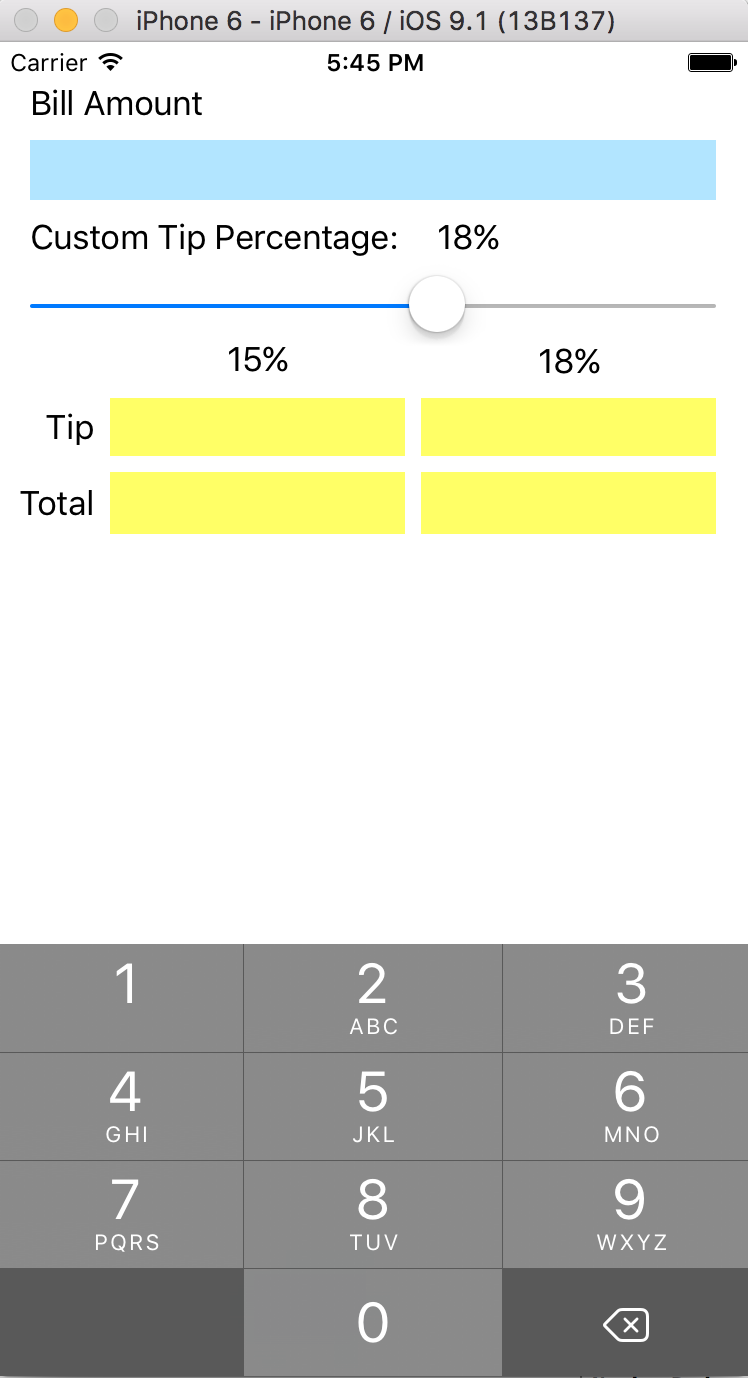 iPhone 6 - iPhone 6 / iOS 9.1 (13B137)
Carrier 5:45 PM
Bill Amount
Custom Tip Percentage: 18%
15% 18%
Tip
Total
1 2 3
ABC DEF
4 5 6
GHI JKL MNO
7 8 9
PQRS TUV WXYZ
0